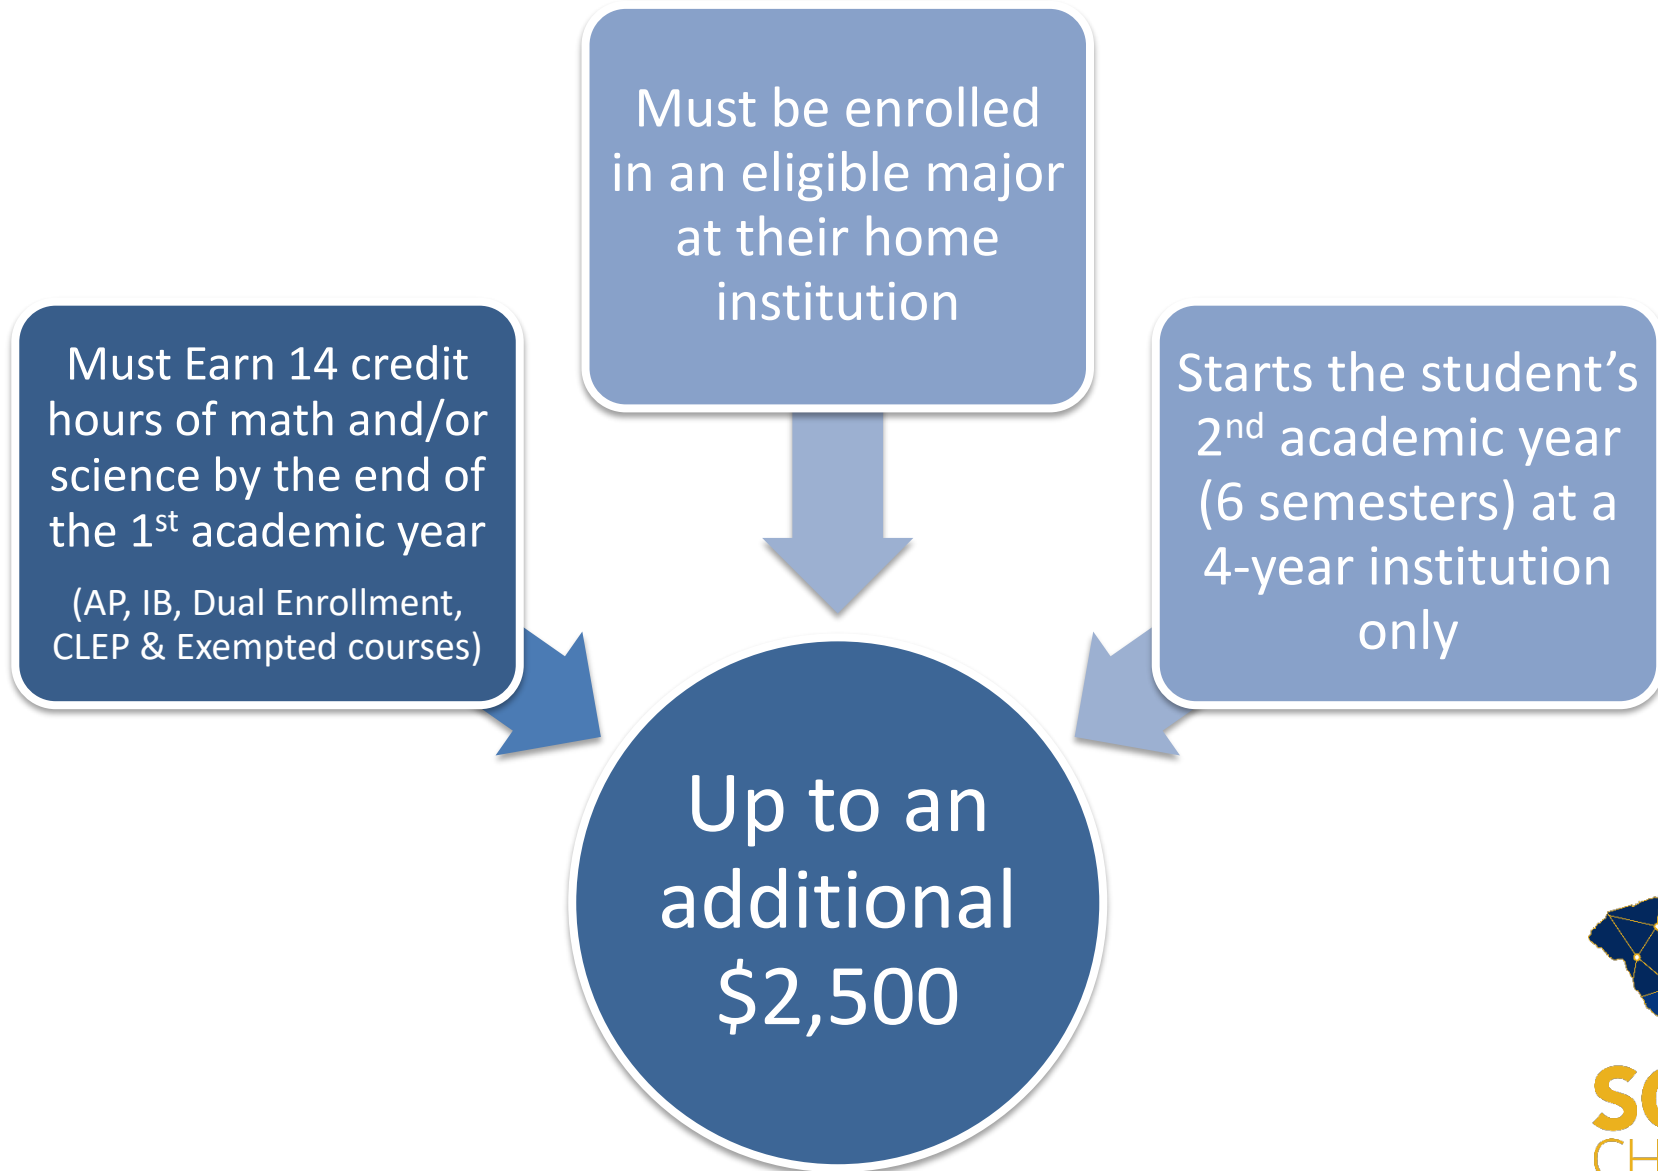 Must be enrolled
in an eligible major
at their home
institution
Must Earn 14 credit
hours of math and/or
science by the end of
the 1st academic year
(AP, IB, Dual Enrollment,
CLEP & Exempted courses)
Starts the student’s
2nd academic year
(6 semesters) at a
4-year institution
only
Up to an
additional
$2,500